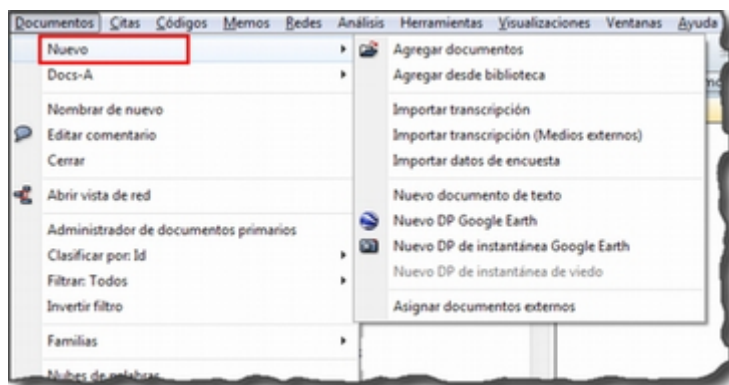 Documentos Citas Códigos Memos Redes Análisis Herramientas Visualizaciones Ventanas Ayuda
Nuevo
Docs-A
Nombrar de nuevo
Editar comentario
Cerrar
Abrir vista de red
Administrador de documentos primarios
Clasificar por: Id
Filtrar: Todos
Invertir filtro
Familias
Nubes de palabras
Agregar documentos
Agregar desde biblioteca
Importar transcripción
Importar transcripción (Medios externos)
Importar datos de encuesta
Nuevo documento de texto
Nuevo DP Google Earth
Nuevo DP de instantánea Google Earth
Nuevo DP de instantánea de viedo
Asignar documentos externos